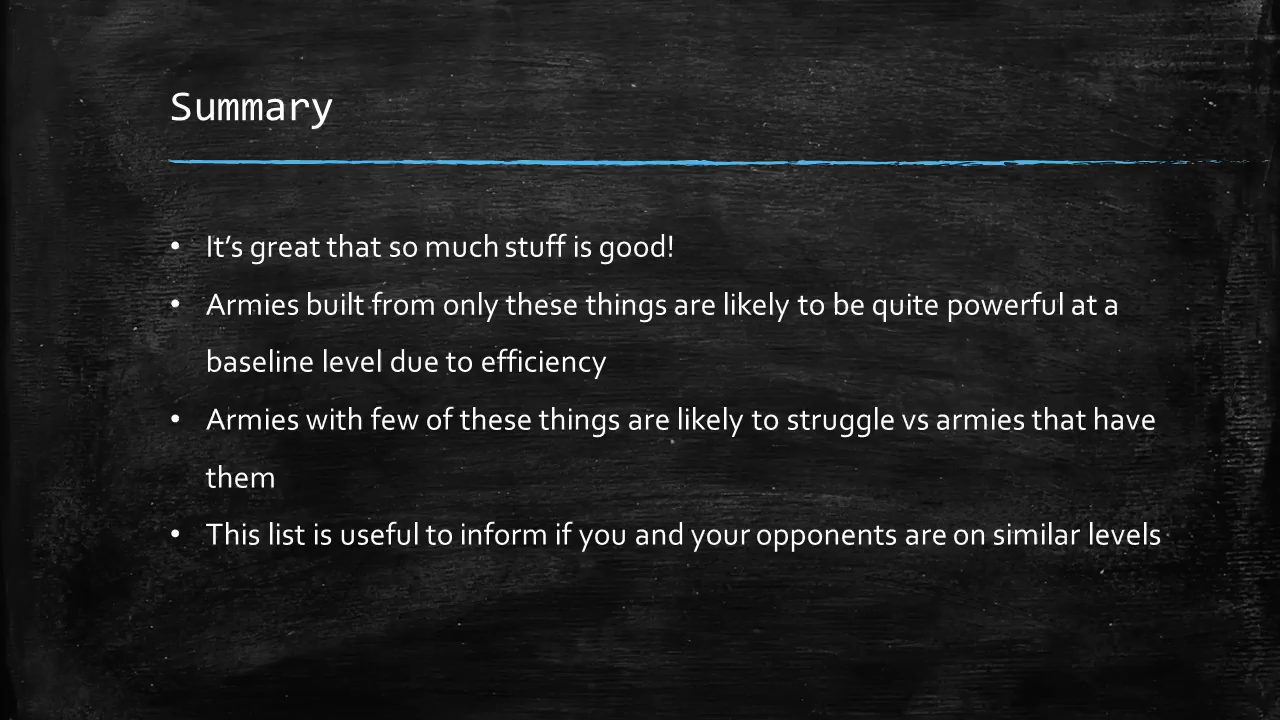 Summary
• It’s great that so much stuff is good!
• Armies built from only these things are likely to be quite powerful at a
baseline level due to efficiency
• Armies with few of these things are likely to struggle vs armies that have
them
• This list is useful to inform if you and your opponents are on similar levels